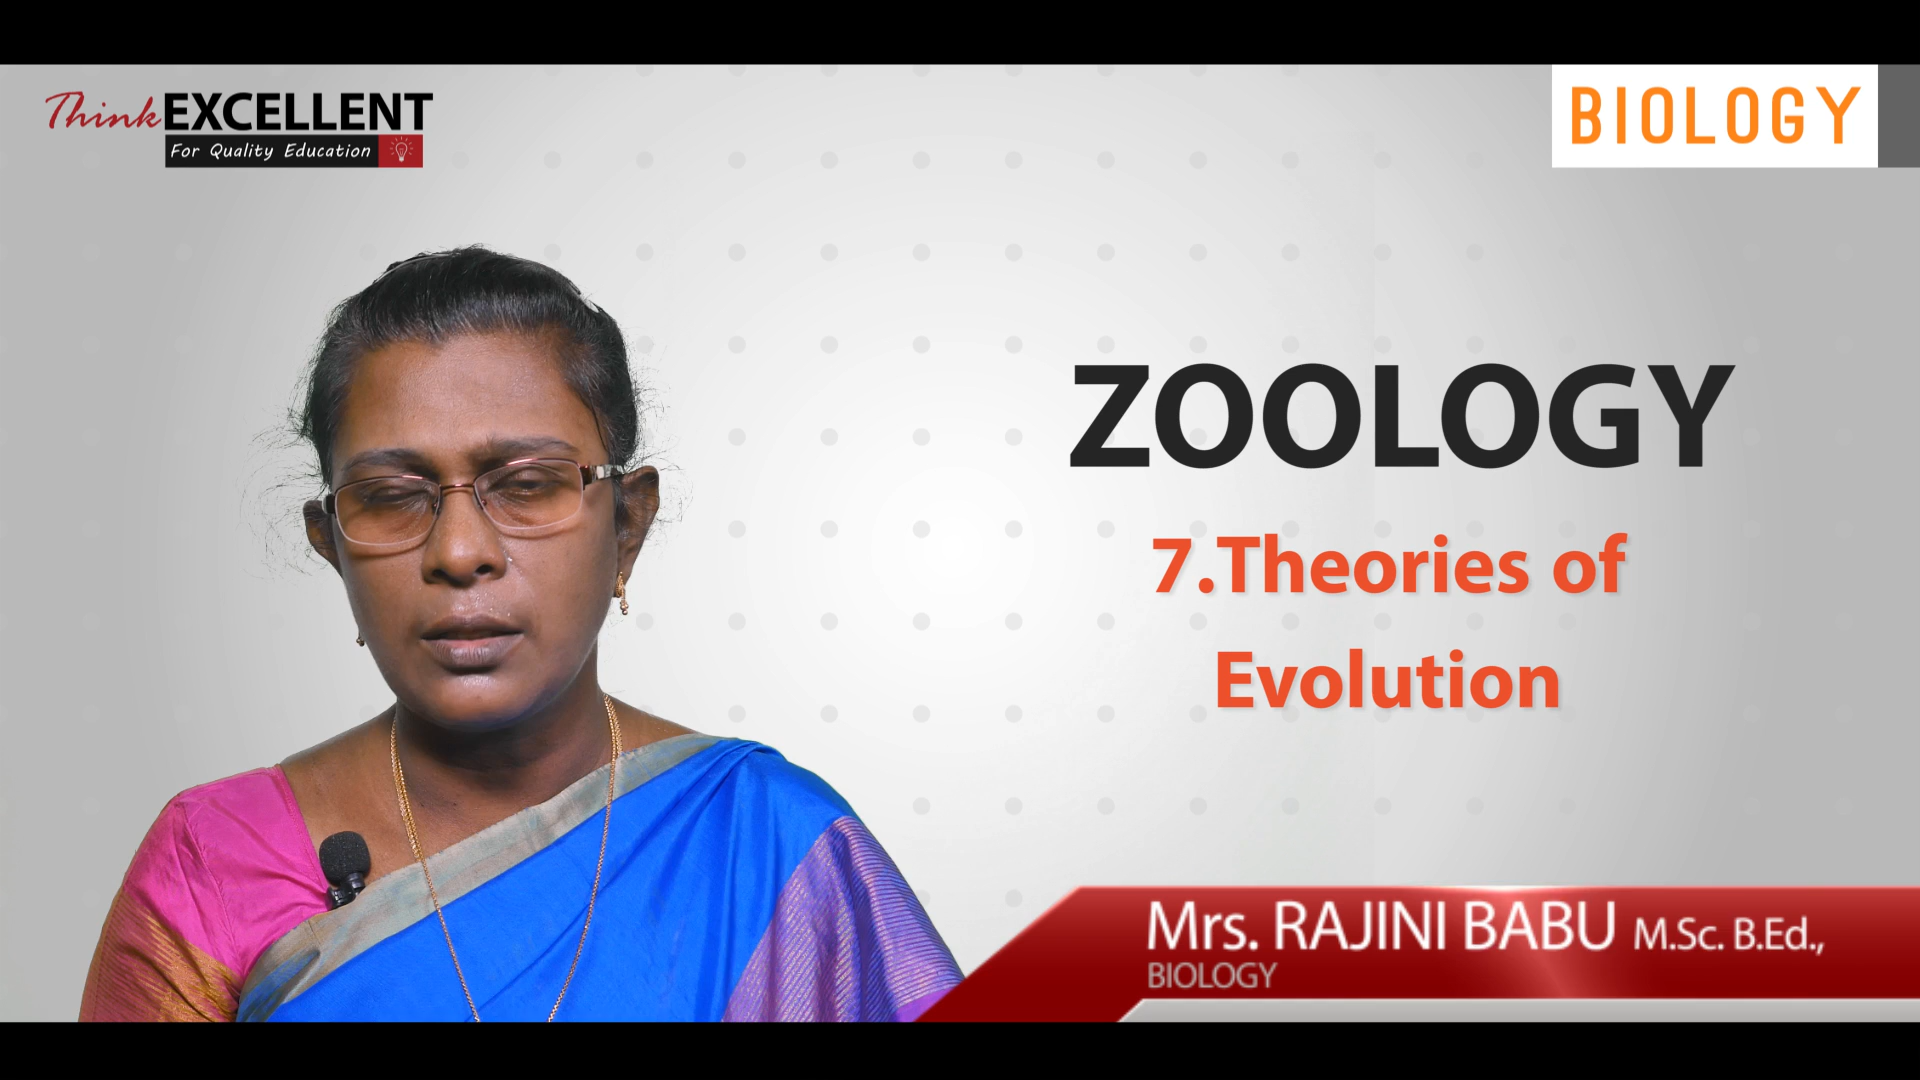 Think EXCELLENT
For Quality Education
BIOLOGY
ZOOLOGY
7.Theories of
Evolution
Mrs. RAJINI BABU M.Sc. B.Ed.,
BIOLOGY